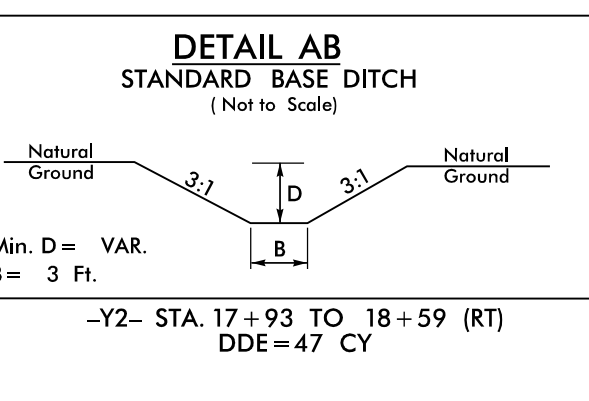 DETAIL AB
STANDARD BASE DITCH
( Not to Scale)
Natural
Ground
3:1
D
3:1
Natural
Ground
Min. D = VAR.
B
B = 3 Ft.
–Y2– STA. 17+93 TO 18+59 (RT)
DDE=47 CY